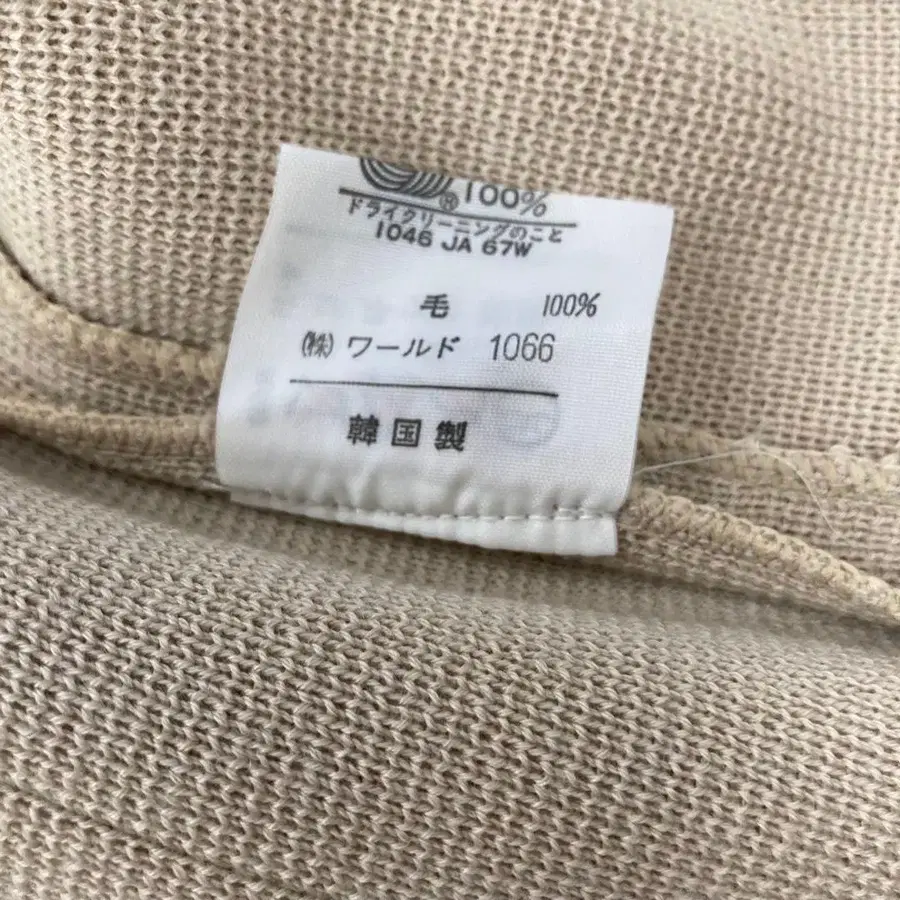 ® 100%
ドライクリーニングのこと
1046 JA 67W
毛 100%
㈱ワールド 1066
韓国製